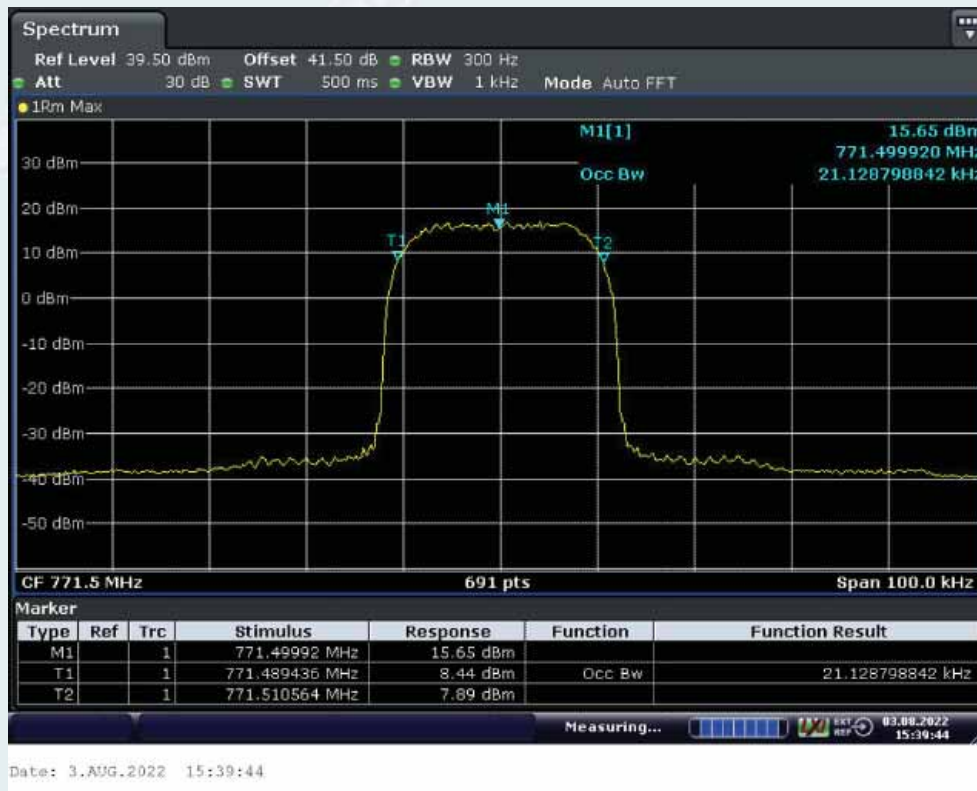 Spectrum
Ref Level 39.50 dBm Offset 41.50 dB RBW 300 Hz
Att 30 dB SWT 500 ms VBW 1 kHz Mode Auto FFT
1Rm Max
M1[1] 15.65 dBm
771.499920 MHz
Occ Bw 21.128798842 kHz
30 dBm
20 dBm
M1
T1
T2
10 dBm
0 dBm
-10 dBm
-20 dBm
-30 dBm
-40 dBm
-50 dBm
CF 771.5 MHz 691 pts Span 100.0 kHz
Marker
Type Ref Trc Stimulus Response Function Function Result
M1 1 771.49992 MHz 15.65 dBm
T1 1 771.489436 MHz 8.44 dBm Occ Bw 21.128798842 kHz
T2 1 771.510564 MHz 7.89 dBm
Measuring... EXT REF 03.08.2022 15:39:44
Date: 3.AUG.2022 15:39:44